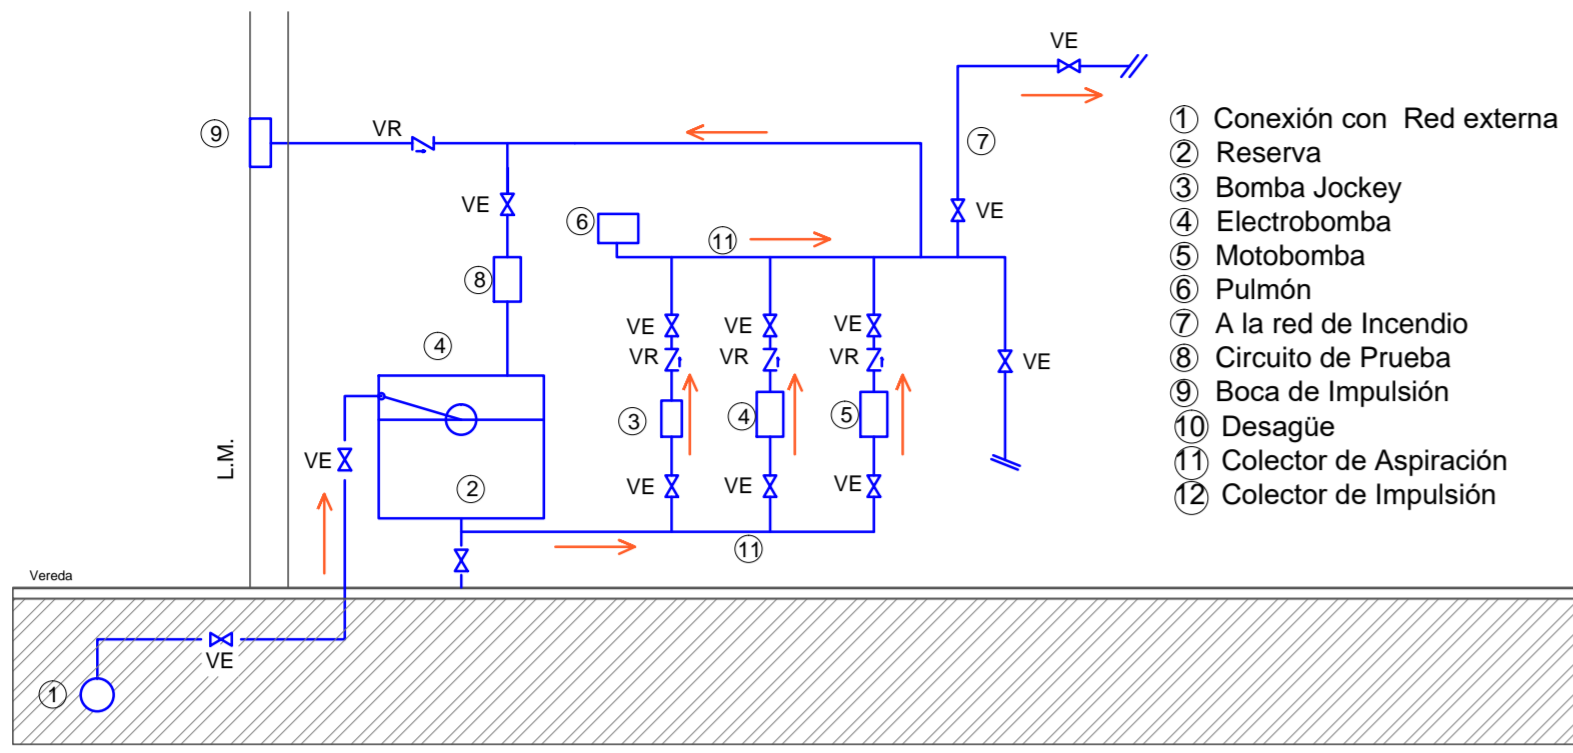 VE
9
VR
7
VE
VE
6
11
8
4
VE
VE
VE
VR
VR
VR
VE
3
4
5
L.M.
VE
2
VE
VE
VE
11
Vereda
VE
1
1 Conexión con Red externa
2 Reserva
3 Bomba Jockey
4 Electrobomba
5 Motobomba
6 Pulmón
7 A la red de Incendio
8 Circuito de Prueba
9 Boca de Impulsión
10 Desagüe
11 Colector de Aspiración
12 Colector de Impulsión